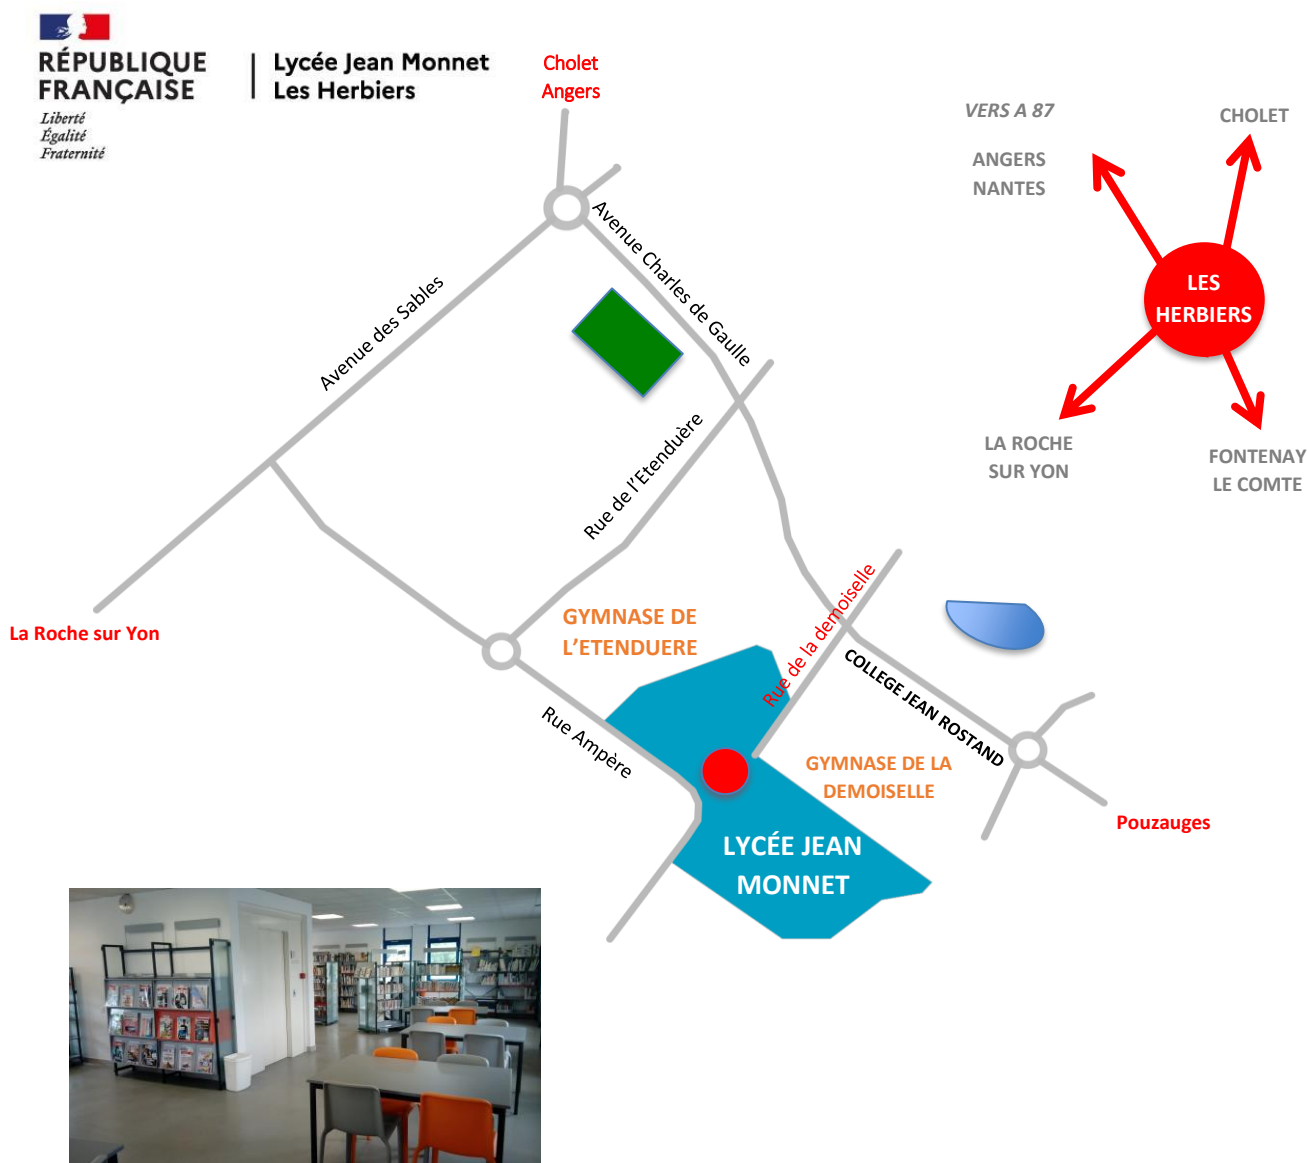 RÉPUBLIQUE
FRANÇAISE
Liberté
Égalité
Fraternité
Lycée Jean Monnet
Les Herbiers
Cholet
Angers
VERS A 87
ANGERS
NANTES
CHOLET
LES
HERBIERS
LA ROCHE
SUR YON
FONTENAY
LE COMTE
Avenue Charles de Gaulle
Avenue des Sables
Rue de l'Etenduère
La Roche sur Yon
GYMNASE DE
L'ETENDUERE
Rue de la demoiselle
COLLEGE JEAN ROSTAND
Rue Ampère
GYMNASE DE LA
DEMOISELLE
Pouzauges
LYCÉE JEAN
MONNET